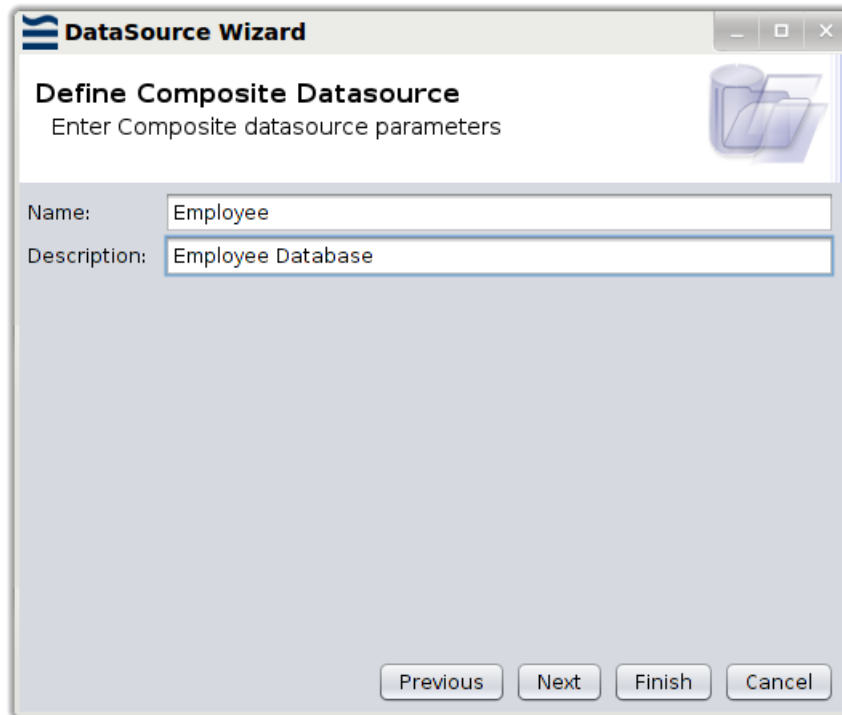 DataSource Wizard
Define Composite Datasource
Enter Composite datasource parameters
Name: Employee
Description: Employee Database
Previous Next Finish Cancel